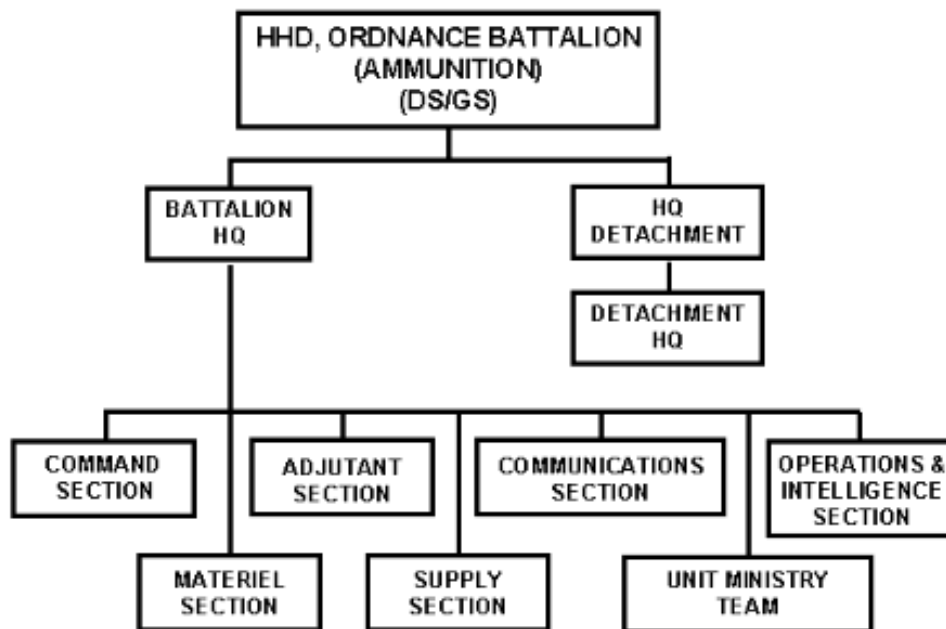 HHD, ORDNANCE BATTALION
(AMMUNITION)
(DS/GS)
BATTALION
HQ
HQ
DETACHMENT
DETACHMENT
HQ
COMMAND
SECTION
ADJUTANT
SECTION
COMMUNICATIONS
SECTION
OPERATIONS &
INTELLIGENCE
SECTION
MATERIEL
SECTION
SUPPLY
SECTION
UNIT MINISTRY
TEAM